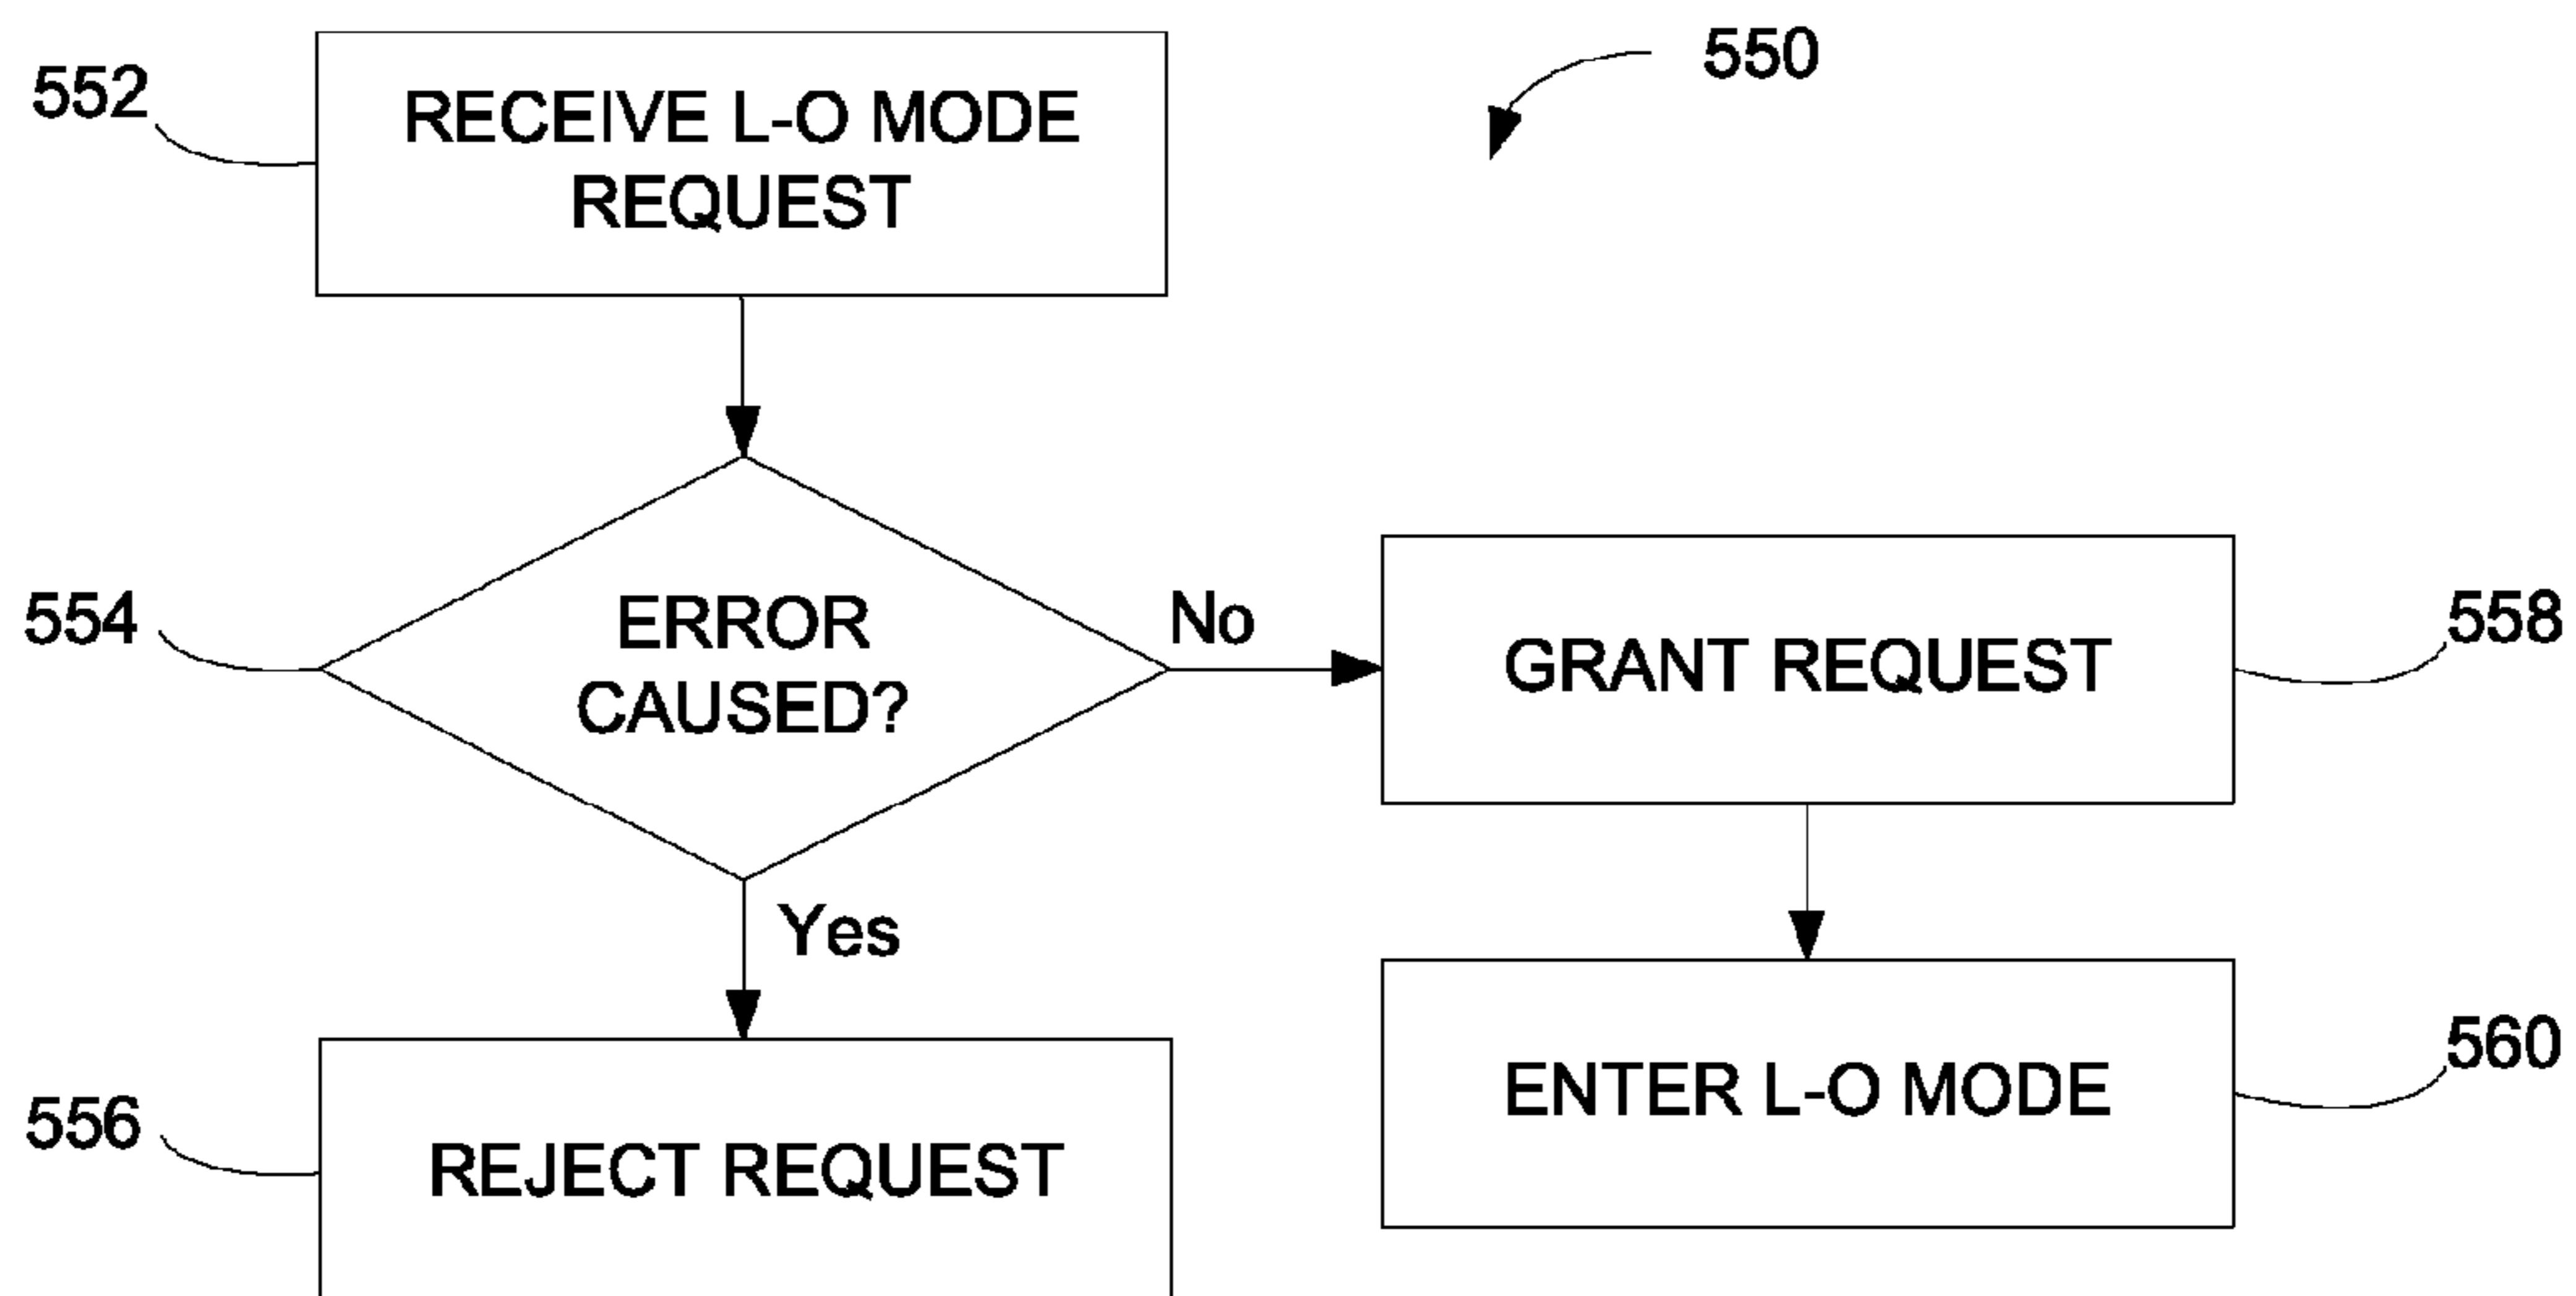 550
552
RECEIVE L-O MODE
REQUEST
554
ERROR
CAUSED?
No
GRANT REQUEST
558
Yes
556
REJECT REQUEST
ENTER L-O MODE
560